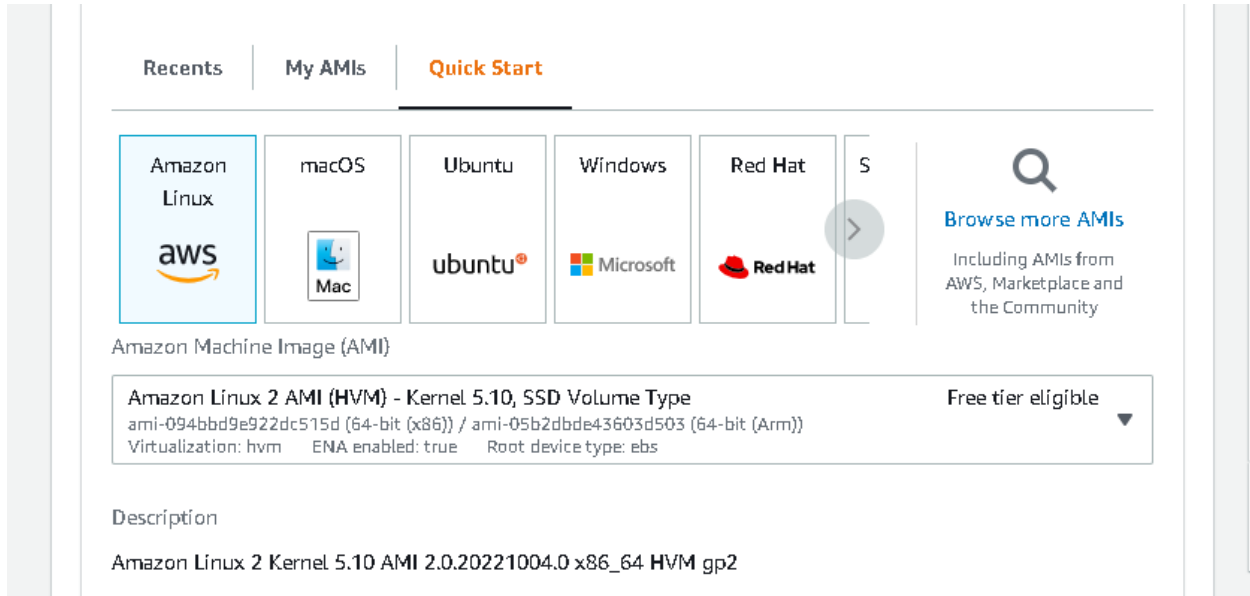 Recents
My AMIs
Quick Start
Amazon
Linux
aws
macOS
Mac
Ubuntu
ubuntu
Windows
Microsoft
Red Hat
Red Hat
S
Browse more AMIs
Including AMIs from
AWS, Marketplace and
the Community
Amazon Machine Image (AMI)
Amazon Linux 2 AMI (HVM) - Kernel 5.10, SSD Volume Type
Free tier eligible
ami-094bbd9e922dc515d (64-bit (x86)) / ami-05b2dbde43603d503 (64-bit (Arm))
Virtualization: hvm ENA enabled: true Root device type: ebs
Description
Amazon Linux 2 Kernel 5.10 AMI 2.0.20221004.0 x86_64 HVM gp2